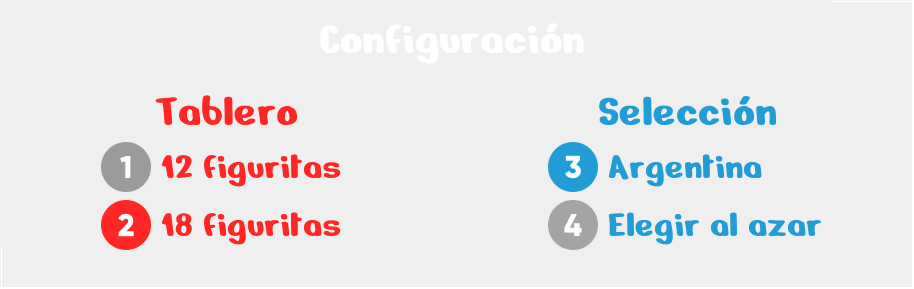 Configuración
Tablero
1 12 figuritas
2 18 figuritas
Selección
3 Argentina
4 Elegir al azar